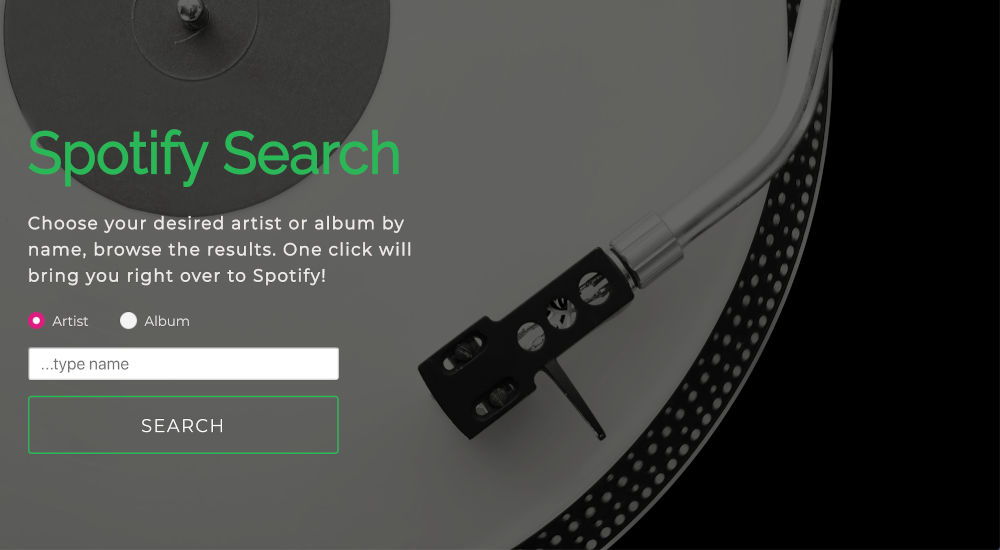 Spotify Search
Choose your desired artist or album by
name, browse the results. One click will
bring you right over to Spotify!
Artist Album
...type name
SEARCH